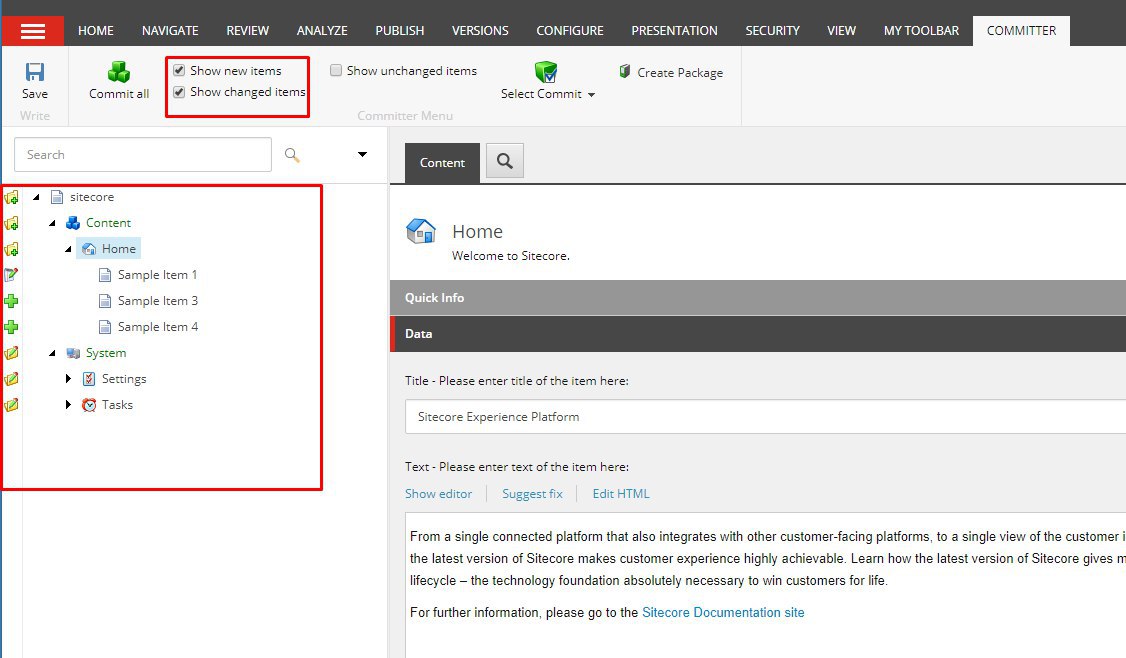 HOME NAVIGATE REVIEW ANALYZE PUBLISH VERSIONS CONFIGURE PRESENTATION SECURITY VIEW MY TOOLBAR COMMITTER
Save
Write
Commit all
Show new items
Show changed items
Show unchanged items
Committer Menu
Select Commit
Create Package
Search
sitecore
Content
Home
Sample Item 1
Sample Item 3
Sample Item 4
System
Settings
Tasks
Content
Home
Welcome to Sitecore.
Quick Info
Data
Title - Please enter title of the item here:
Sitecore Experience Platform
Text - Please enter text of the item here:
Show editor Suggest fix Edit HTML
From a single connected platform that also integrates with other customer-facing platforms, to a single view of the customer i
the latest version of Sitecore makes customer experience highly achievable. Learn how the latest version of Sitecore gives m
lifecycle – the technology foundation absolutely necessary to win customers for life.
For further information, please go to the Sitecore Documentation site